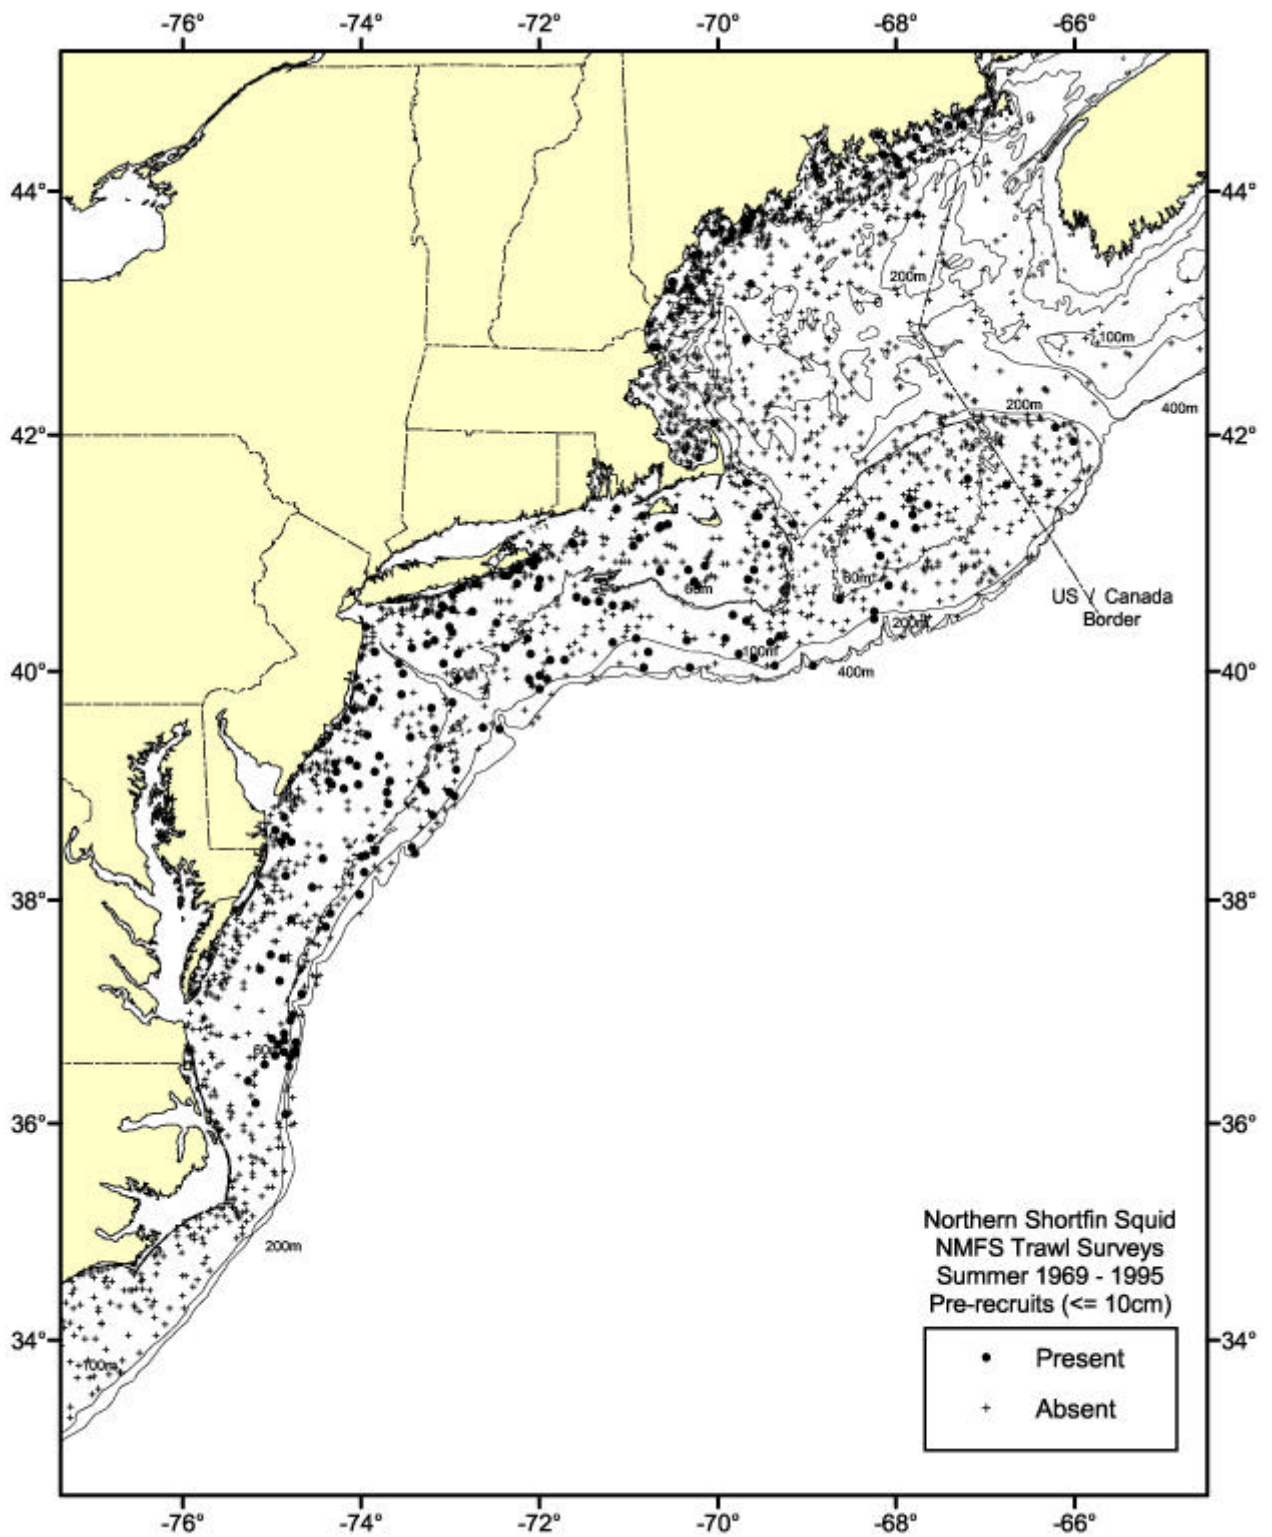 -76° -74° -72° -70° -68° -66°
44° 44°
200m
100m
200m
400m
42° 42°
60m
60m
US / Canada
Border
200m
100m
40° 40°
60m
400m
38° 38°
60m
36° 36°
200m
Northern Shortfin Squid
NMFS Trawl Surveys
Summer 1969 - 1995
Pre-recruits (<= 10cm)
34° 34°
100m
Present
Absent
-76° -74° -72° -70° -68° -66°